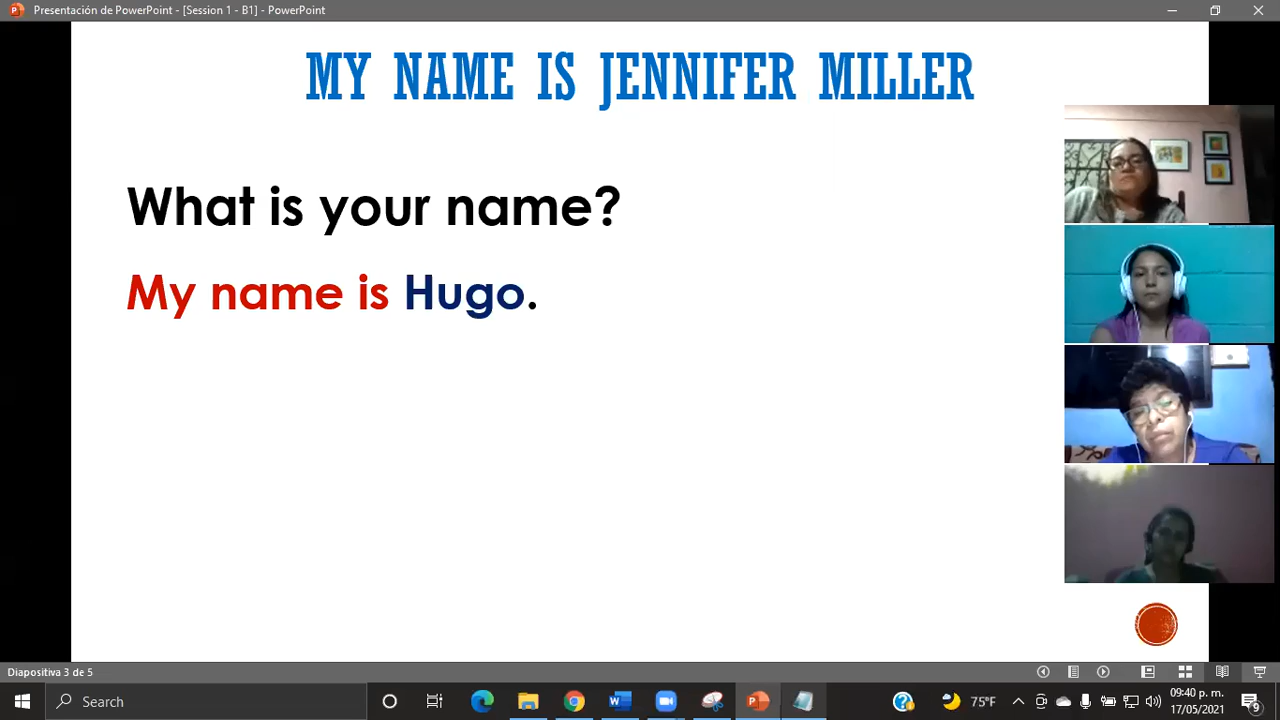 Presentación de PowerPoint - [Session 1 - B1] - PowerPoint
MY NAME IS JENNIFER MILLER
What is your name?
My name is Hugo.
Diapositiva 3 de 5
Search
75°F
09:40 p. m.
17/05/2021
9